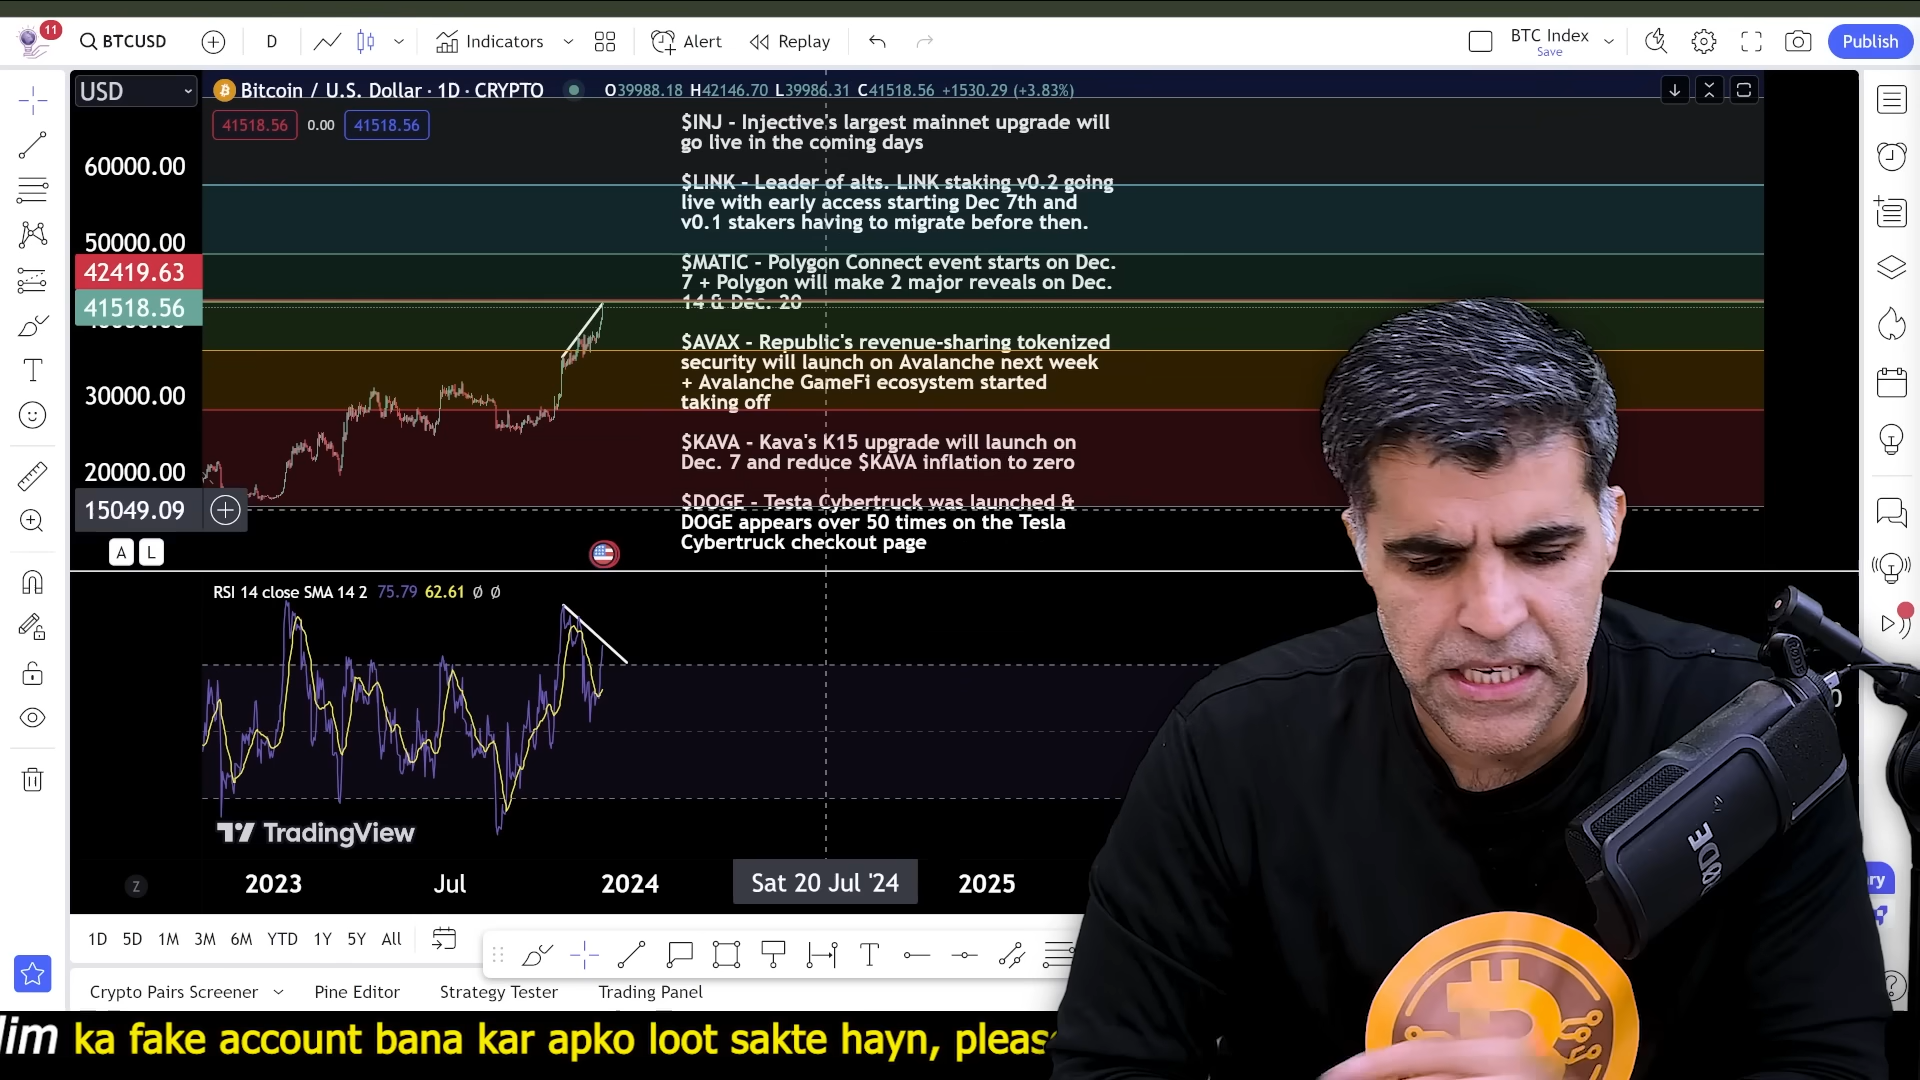 11
BTCUSD
D
Indicators
Alert
Replay
BTC Index
Save
Publish
USD
Bitcoin / U.S. Dollar · 1D · CRYPTO
O39988.18 H42146.70 L39986.31 C41518.56 +1530.29 (+3.83%)
41518.56 0.00 41518.56
60000.00
50000.00
42419.63
41518.56
30000.00
20000.00
15049.09
A L
$INJ - Injective's largest mainnet upgrade will
go live in the coming days
$LINK - Leader of alts. LINK staking v0.2 going
live with early access starting Dec 7th and
v0.1 stakers having to migrate before then.
$MATIC - Polygon Connect event starts on Dec.
7 + Polygon will make 2 major reveals on Dec.
14 & Dec. 20
$AVAX - Republic's revenue-sharing tokenized
security will launch on Avalanche next week
+ Avalanche GameFi ecosystem started
taking off
$KAVA - Kava's K15 upgrade will launch on
Dec. 7 and reduce $KAVA inflation to zero
$DOGE - Testa Cybertruck was launched &
DOGE appears over 50 times on the Tesla
Cybertruck checkout page
RSI 14 close SMA 14 2 75.79 62.61 Ø Ø
TradingView
Z
2023
Jul
2024
Sat 20 Jul '24
2025
1D 5D 1M 3M 6M YTD 1Y 5Y All
Crypto Pairs Screener
Pine Editor
Strategy Tester
Trading Panel
RØDE
ry
lim ka fake account bana kar apko loot sakte hayn, please